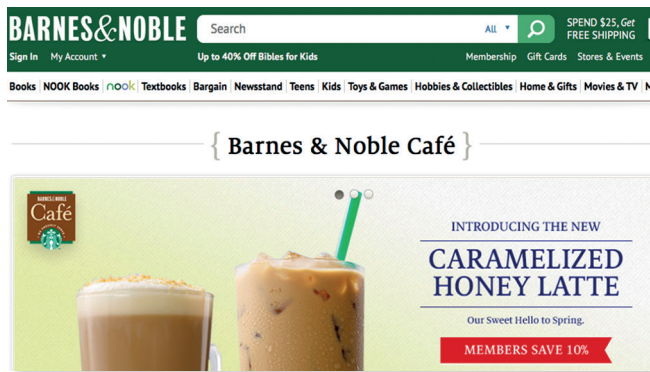 BARNES&NOBLE
Search
All
SPEND $25, Get
FREE SHIPPING
Sign In My Account
Up to 40% Off Bibles for Kids
Membership Gift Cards Stores & Events
Books NOOK Books nook Textbooks Bargain Newsstand Teens Kids Toys & Games Hobbies & Collectibles Home & Gifts Movies & TV
{ Barnes & Noble Café }
BARNES & NOBLE
Café
INTRODUCING THE NEW
CARAMELIZED
HONEY LATTE
Our Sweet Hello to Spring.
MEMBERS SAVE 10%